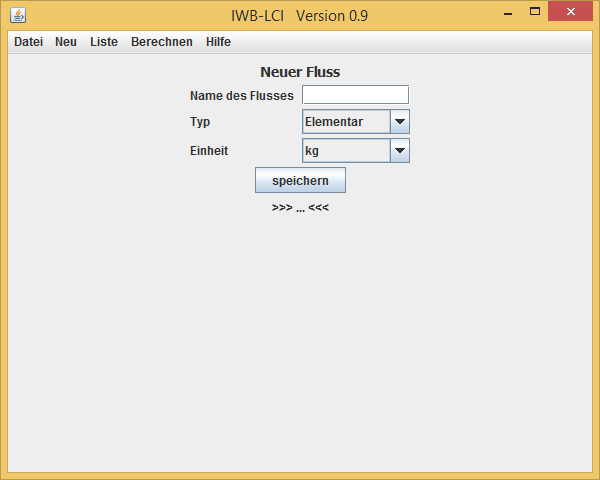 IWB-LCI Version 0.9
Datei Neu Liste Berechnen Hilfe
Neuer Fluss
Name des Flusses
Typ Elementar
Einheit kg
speichern
>>> ... <<<